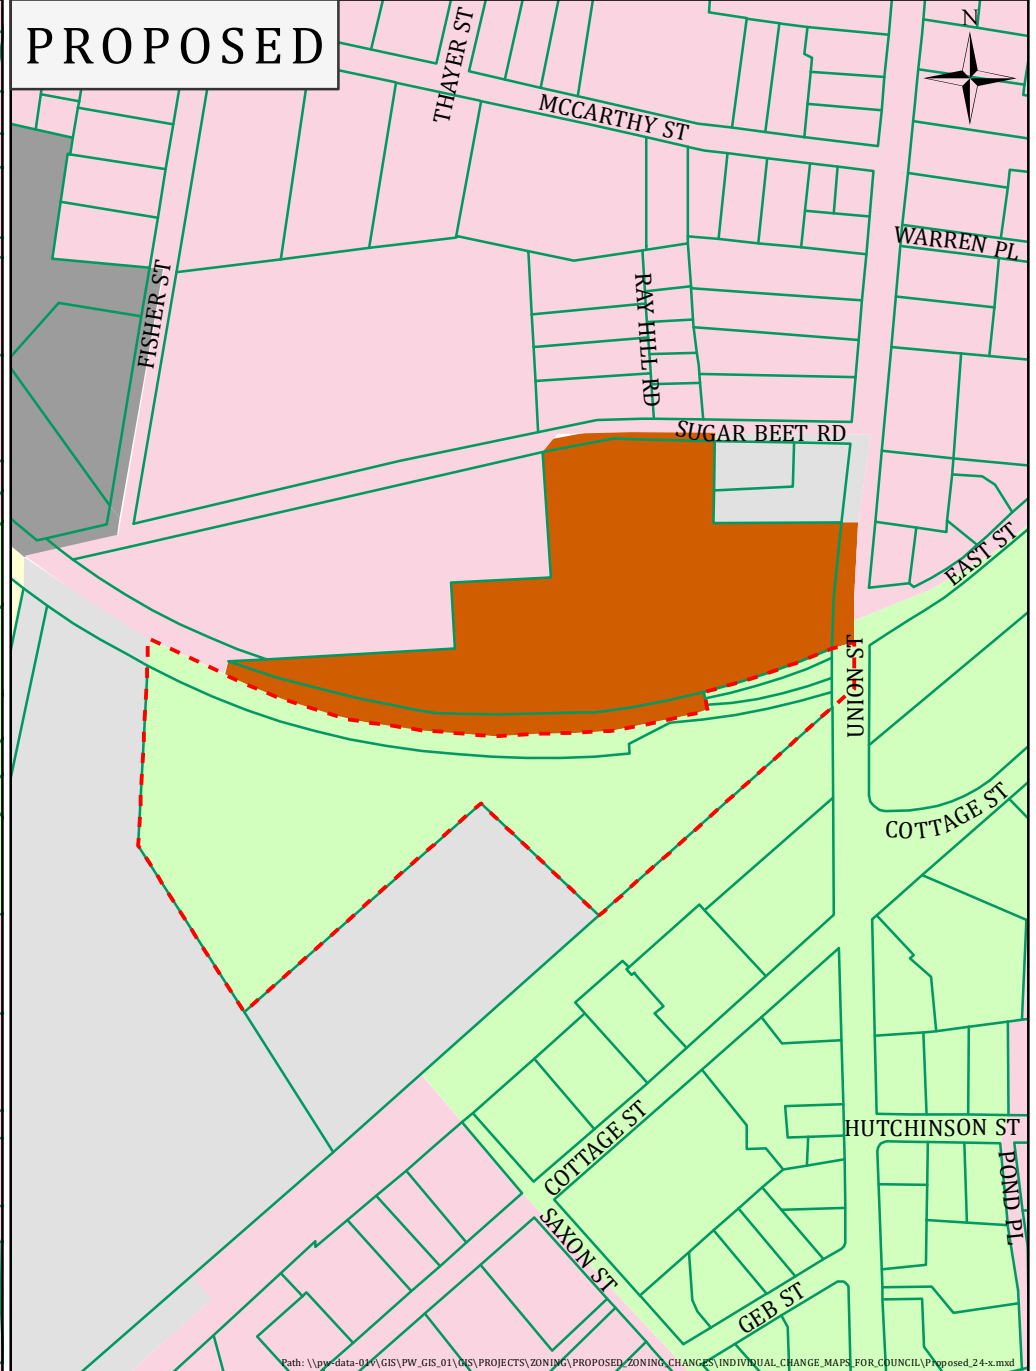 PROPOSED
N
THAYER ST
MCCARTHY ST
WARREN PL
FISHER ST
RAY HILL RD
SUGAR BEET RD
EAST ST
UNION ST
COTTAGE ST
COTTAGE ST
HUTCHINSON ST
POND PL
SAXON ST
GEB ST
Path: \\pw-data-01v\GIS\PW_GIS_01\GIS\PROJECTS\ZONING\PROPOSED_ZONING_CHANGES\INDIVIDUAL_CHANGE_MAPS_FOR_COUNCIL\Proposed_24-x.mxd